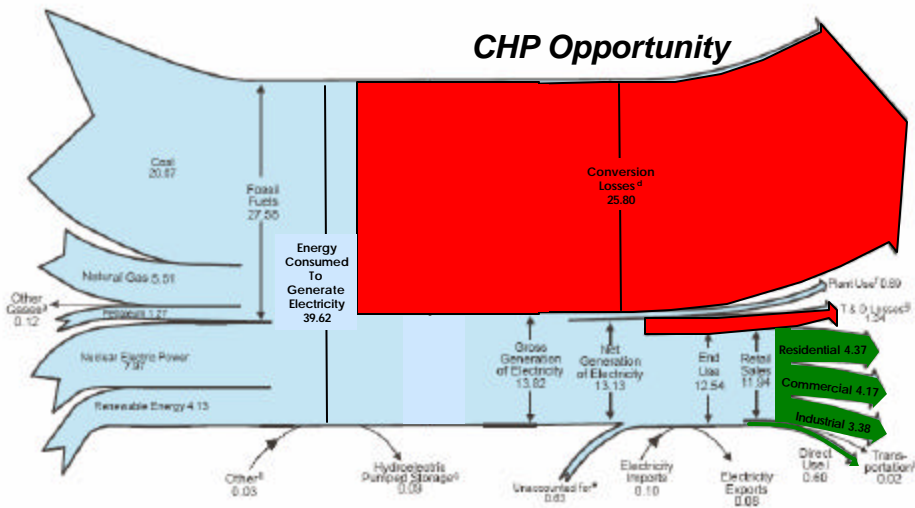 CHP Opportunity
Coal
20.67
Fossil
Fuels
27.58
Conversion
Losses d
25.80
Energy
Consumed
To
Generate
Electricity
39.62
Natural Gas 5.51
Other
Gases
0.12
Petroleum 1.27
Nuclear Electric Power
7.97
Renewable Energy 4.13
Plant Use 0.69
T & D Losses
1.34
Gross
Generation
of Electricity
13.82
Net
Generation
of Electricity
13.13
End
Use
12.54
Retail
Sales
11.94
Residential 4.37
Commercial 4.17
Industrial 3.38
Other
0.03
Hydroelectric
Pumped Storage
0.09
Unaccounted for
0.63
Electricity
Imports
0.10
Electricity
Exports
0.08
Direct
Use
0.60
Trans-
portation
0.02